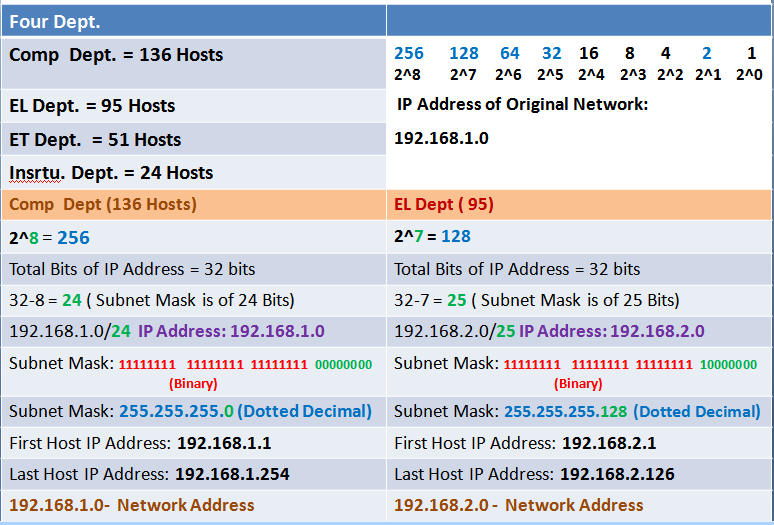 Four Dept.
Comp  Dept. = 136 Hosts
256 128 64 32 16 8 4 2 1
2^8 2^7 2^6 2^5 2^4 2^3 2^2 2^1 2^0
EL Dept. = 95 Hosts
IP Address of Original Network:
ET Dept.  = 51 Hosts
192.168.1.0
Insrtu. Dept. = 24 Hosts
Comp  Dept (136 Hosts)
EL Dept ( 95)
2^8 = 256
2^7 = 128
Total Bits of IP Address = 32 bits
Total Bits of IP Address = 32 bits
32-8 = 24 ( Subnet Mask is of 24 Bits)
32-7 = 25 ( Subnet Mask is of 25 Bits)
192.168.1.0/24  IP Address: 192.168.1.0
192.168.2.0/25 IP Address: 192.168.2.0
Subnet Mask: 11111111  11111111 11111111 00000000
(Binary)
Subnet Mask: 11111111  11111111 11111111 10000000
(Binary)
Subnet Mask: 255.255.255.0 (Dotted Decimal)
Subnet Mask: 255.255.255.128 (Dotted Decimal)
First Host IP Address: 192.168.1.1
First Host IP Address: 192.168.2.1
Last Host IP Address: 192.168.1.254
Last Host IP Address: 192.168.2.126
192.168.1.0-  Network Address
192.168.2.0 -  Network Address